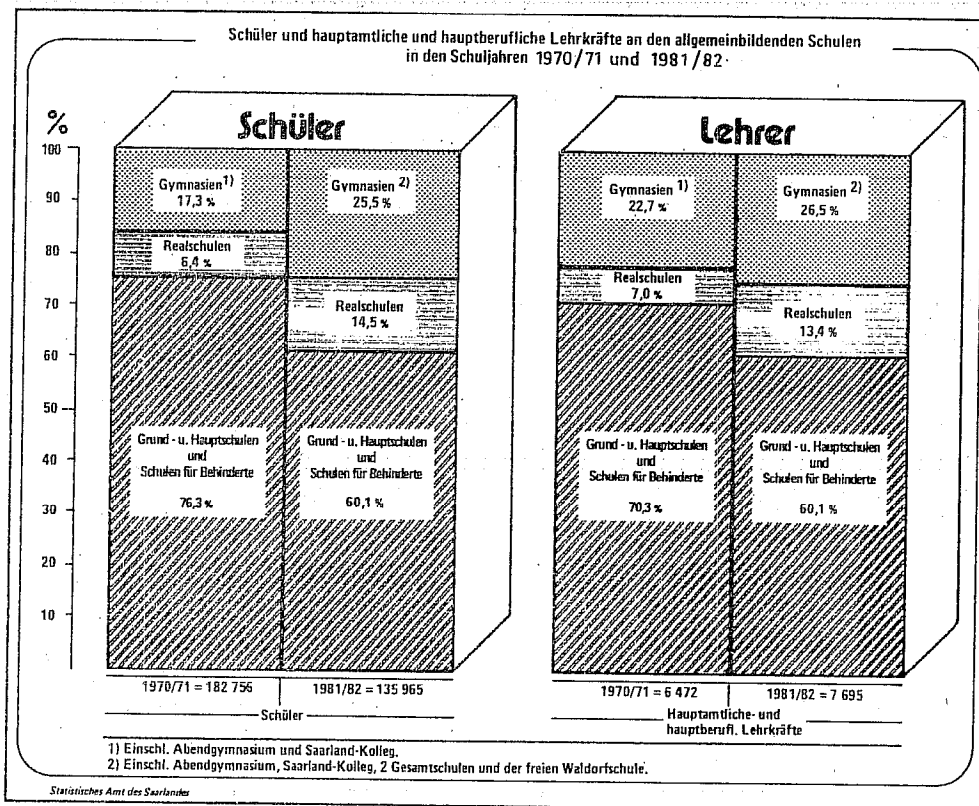 Schüler und hauptamtliche und hauptberufliche Lehrkräfte an den allgemeinbildenden Schulen
in den Schuljahren 1970/71 und 1981/82
%
100
90
80
70
60
50
40
30
20
10
Schüler
Gymnasien 1)
17,3 %
Realschulen
6,4 %
Grund - u. Hauptschulen
und
Schulen für Behinderte
76,3 %
Gymnasien 2)
25,5 %
Realschulen
14,5 %
Grund - u. Hauptschulen
und
Schulen für Behinderte
60,1 %
1970/71 = 182 756
1981/82 = 135 965
Schüler
Lehrer
Gymnasien 1)
22,7 %
Realschulen
7,0 %
Grund - u. Hauptschulen
und
Schulen für Behinderte
70,3 %
Gymnasien 2)
26,5 %
Realschulen
13,4 %
Grund - u. Hauptschulen
und
Schulen für Behinderte
60,1 %
1970/71 = 6 472
1981/82 = 7 695
Hauptamtliche- und
hauptberufl. Lehrkräfte
1) Einschl. Abendgymnasium und Saarland-Kolleg.
2) Einschl. Abendgymnasium, Saarland-Kolleg, 2 Gesamtschulen und der freien Waldorfschule.
Statistisches Amt des Saarlandes